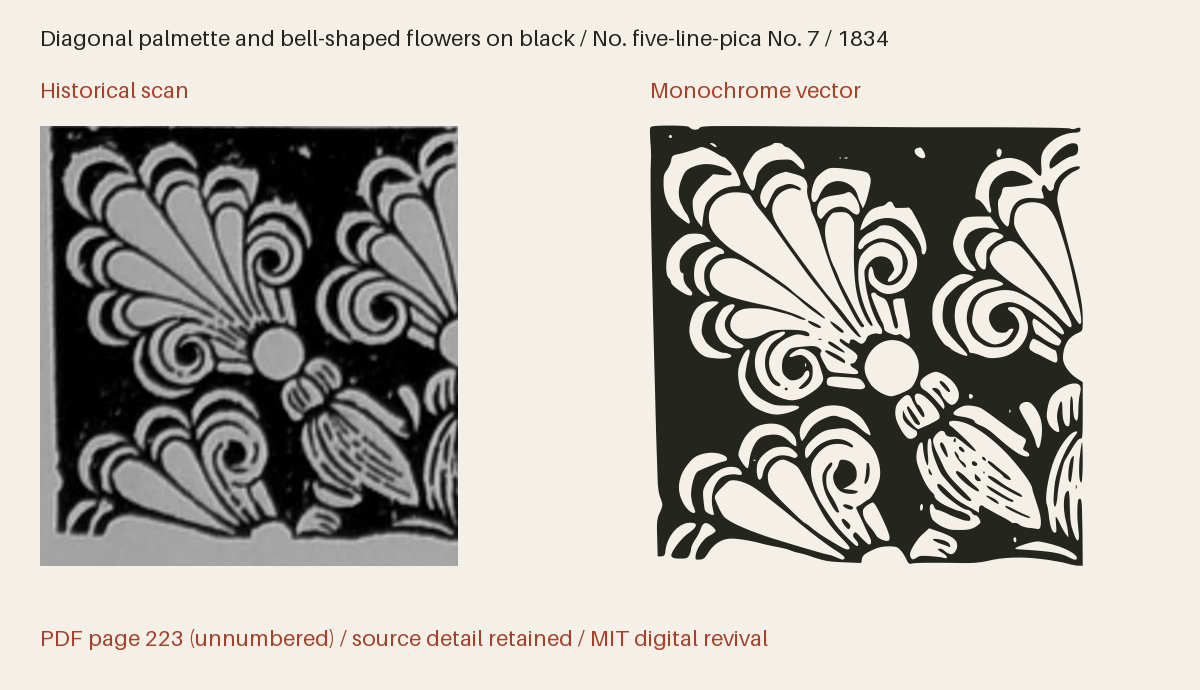 Diagonal palmette and bell-shaped flowers on black / No. five-line-pica No. 7 / 1834
Historical scan
Monochrome vector
PDF page 223 (unnumbered) / source detail retained / MIT digital revival